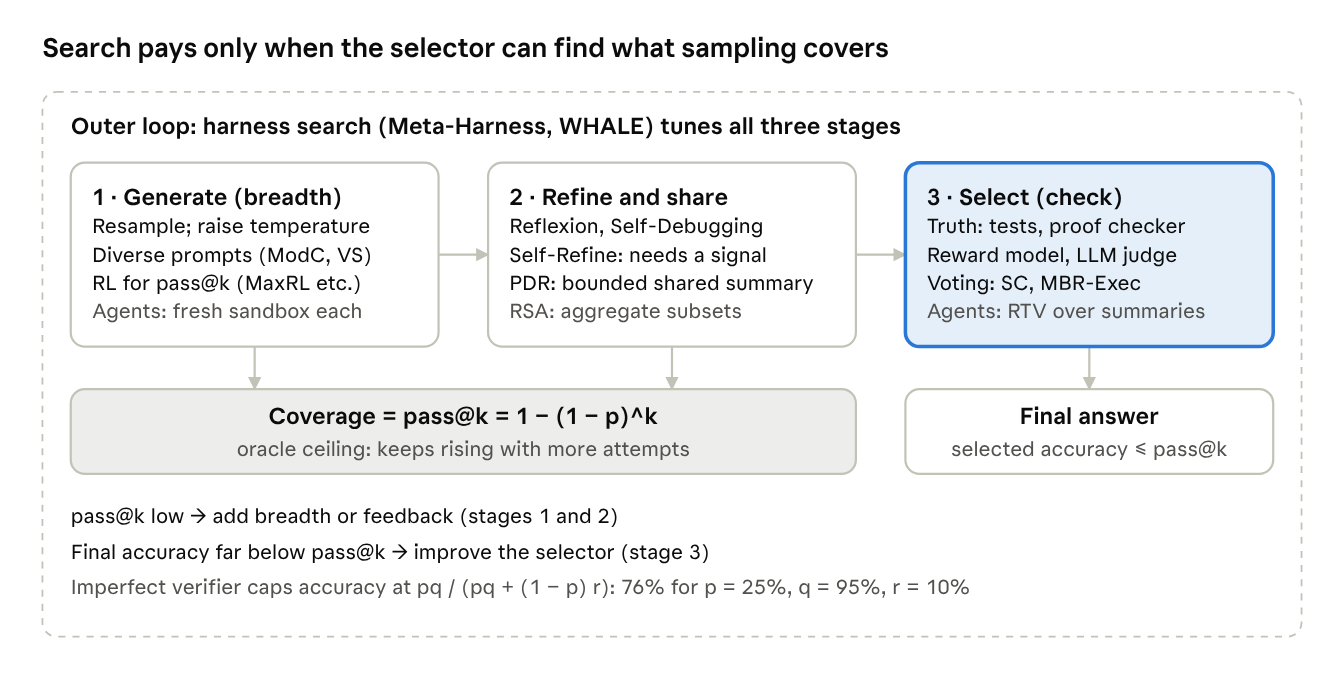 Search pays only when the selector can find what sampling covers
Outer loop: harness search (Meta-Harness, WHALE) tunes all three stages
1 · Generate (breadth)
Resample; raise temperature
Diverse prompts (ModC, VS)
RL for pass@k (MaxRL etc.)
Agents: fresh sandbox each
2 · Refine and share
Reflexion, Self-Debugging
Self-Refine: needs a signal
PDR: bounded shared summary
RSA: aggregate subsets
3 · Select (check)
Truth: tests, proof checker
Reward model, LLM judge
Voting: SC, MBR-Exec
Agents: RTV over summaries
Coverage = pass@k = 1 − (1 − p)^k
oracle ceiling: keeps rising with more attempts
Final answer
selected accuracy ≤ pass@k
pass@k low → add breadth or feedback (stages 1 and 2)
Final accuracy far below pass@k → improve the selector (stage 3)
Imperfect verifier caps accuracy at pq / (pq + (1 − p) r): 76% for p = 25%, q = 95%, r = 10%